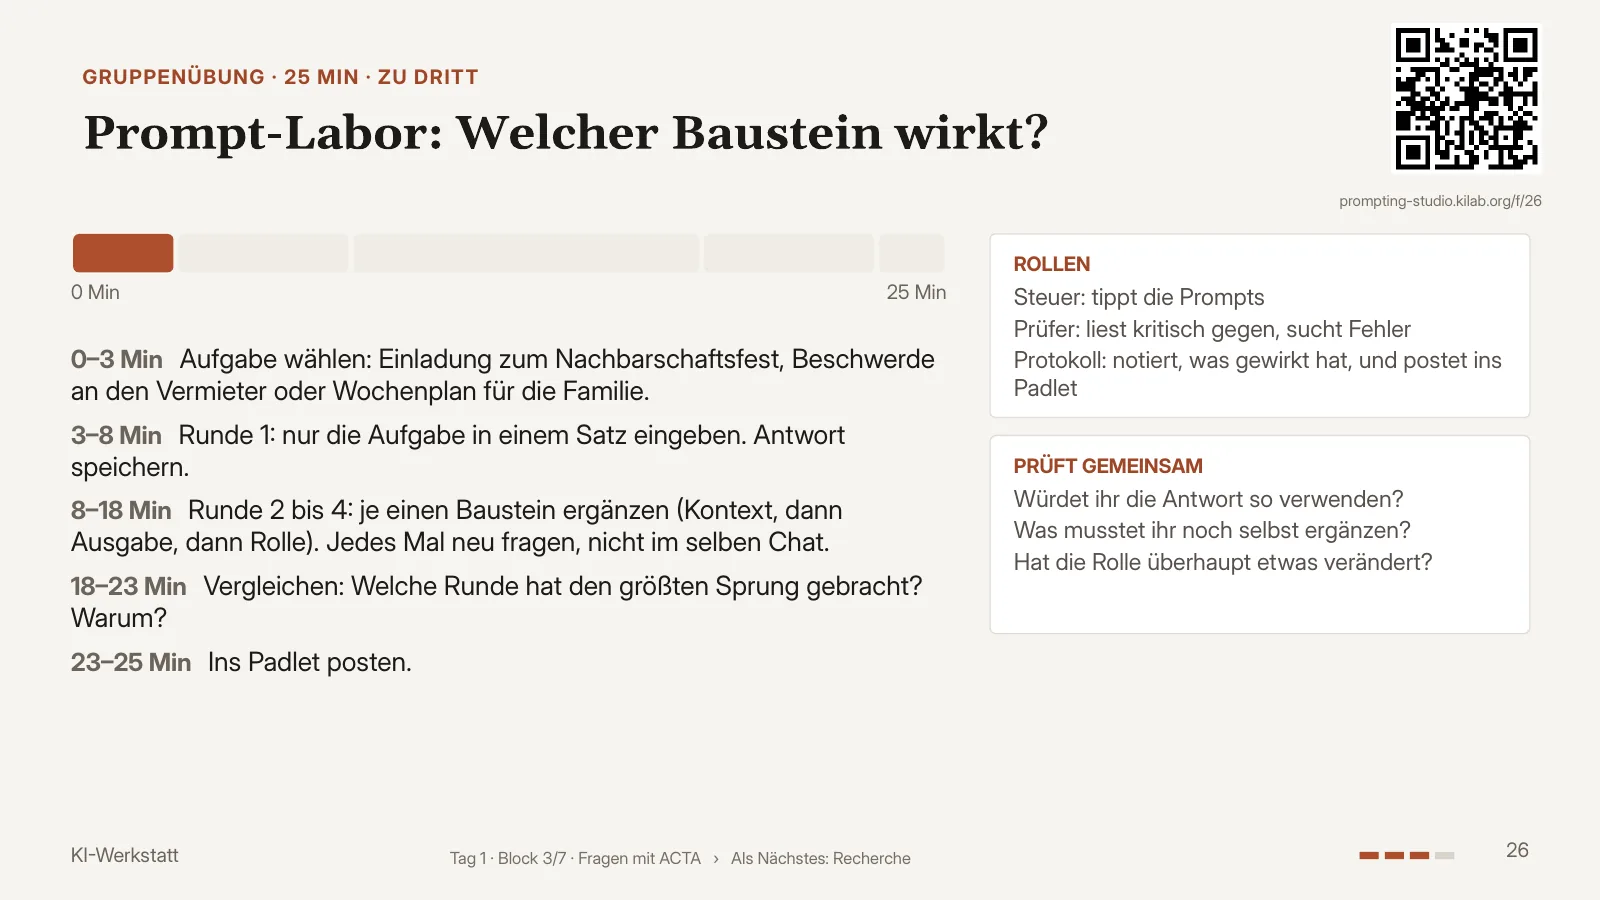 GRUPPENÜBUNG · 25 MIN · ZU DRITT
Prompt-Labor: Welcher Baustein wirkt?
prompting-studio.kilab.org/f/26
0 Min
25 Min
0–3 Min Aufgabe wählen: Einladung zum Nachbarschaftsfest, Beschwerde
an den Vermieter oder Wochenplan für die Familie.
3–8 Min Runde 1: nur die Aufgabe in einem Satz eingeben. Antwort
speichern.
8–18 Min Runde 2 bis 4: je einen Baustein ergänzen (Kontext, dann
Ausgabe, dann Rolle). Jedes Mal neu fragen, nicht im selben Chat.
18–23 Min Vergleichen: Welche Runde hat den größten Sprung gebracht?
Warum?
23–25 Min Ins Padlet posten.
ROLLEN
Steuer: tippt die Prompts
Prüfer: liest kritisch gegen, sucht Fehler
Protokoll: notiert, was gewirkt hat, und postet ins
Padlet
PRÜFT GEMEINSAM
Würdet ihr die Antwort so verwenden?
Was musstet ihr noch selbst ergänzen?
Hat die Rolle überhaupt etwas verändert?
KI-Werkstatt
Tag 1 · Block 3/7 · Fragen mit ACTA › Als Nächstes: Recherche
26